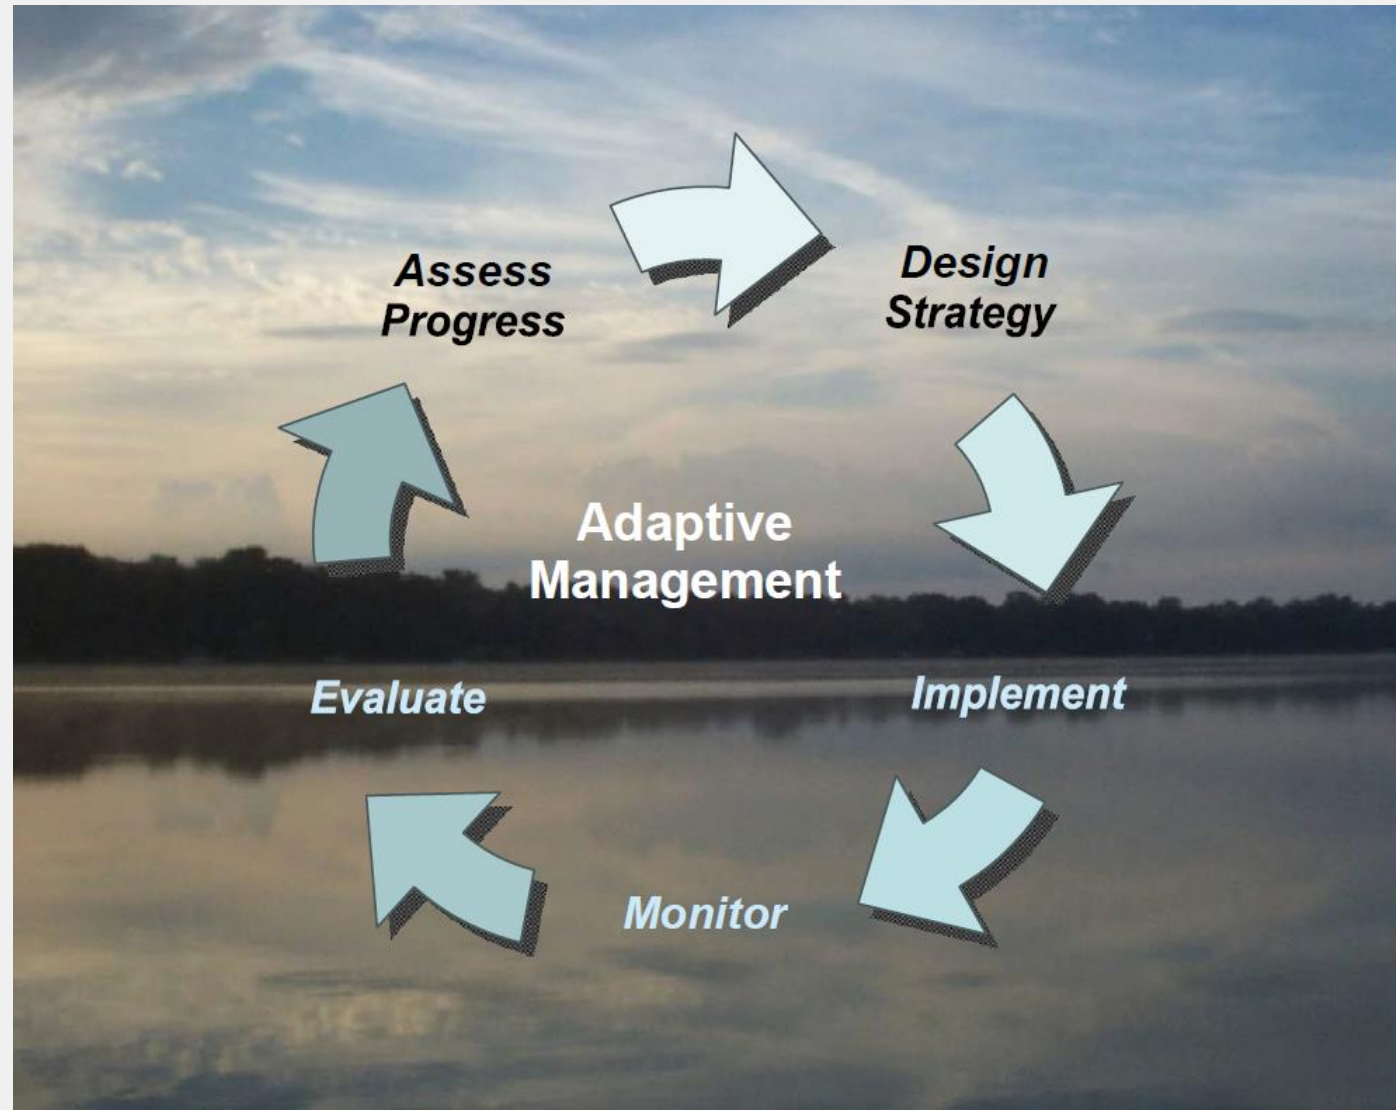 Assess
Progress
Design
Strategy
Adaptive
Management
Evaluate
Implement
Monitor